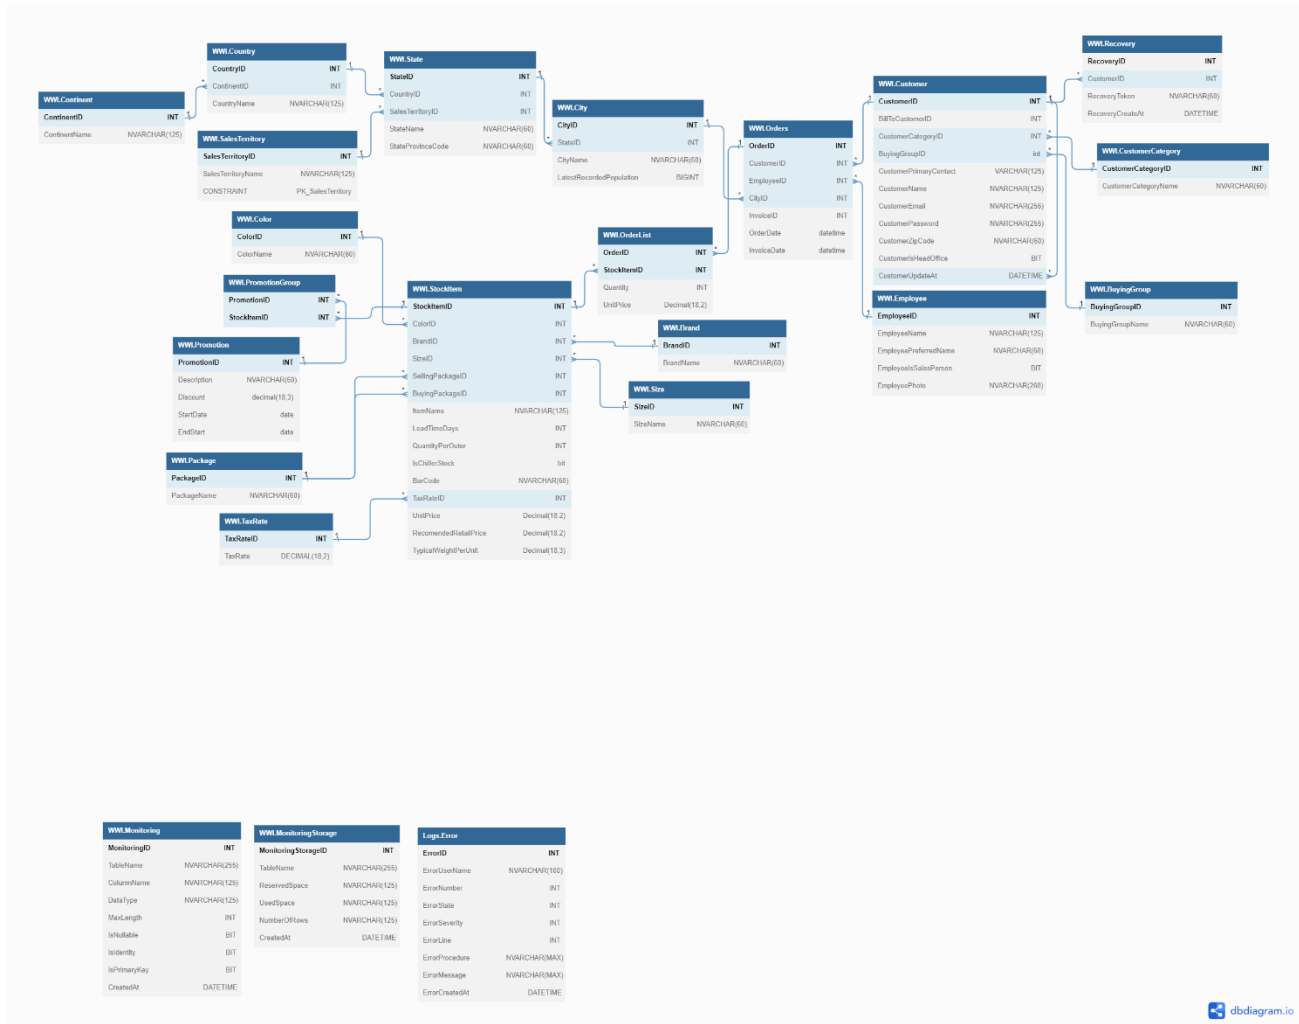 WWI.Continent
ContinentID INT
ContinentName NVARCHAR(125)
WWI.Country
CountryID INT
ContinentID INT
CountryName NVARCHAR(125)
WWI.SalesTerritory
SalesTerritoryID INT
SalesTerritoryName NVARCHAR(125)
CONSTRAINT PK_SalesTerritory
WWI.State
StateID INT
CountryID INT
SalesTerritoryID INT
StateName NVARCHAR(60)
StateProvinceCode NVARCHAR(60)
WWI.City
CityID INT
StateID INT
CityName NVARCHAR(60)
LatestRecordedPopulation BIGINT
WWI.Orders
OrderID INT
CustomerID INT
EmployeeID INT
CityID INT
InvoiceID INT
OrderDate datetime
InvoiceDate datetime
WWI.Customer
CustomerID INT
BillToCustomerID INT
CustomerCategoryID INT
BuyingGroupID int
CustomerPrimaryContact VARCHAR(125)
CustomerName NVARCHAR(125)
CustomerEmail NVARCHAR(256)
CustomerPassword NVARCHAR(255)
CustomerZipCode NVARCHAR(60)
CustomerIsHeadOffice BIT
CustomerUpdateAt DATETIME
WWI.Recovery
RecoveryID INT
CustomerID INT
RecoveryToken NVARCHAR(60)
RecoveryCreateAt DATETIME
WWI.CustomerCategory
CustomerCategoryID INT
CustomerCategoryName NVARCHAR(60)
WWI.BuyingGroup
BuyingGroupID INT
BuyingGroupName NVARCHAR(60)
WWI.Employee
EmployeeID INT
EmployeeName NVARCHAR(125)
EmployeePreferredName NVARCHAR(60)
EmployeeIsSalesPerson BIT
EmployeePhoto NVARCHAR(260)
WWI.Color
ColorID INT
ColorName NVARCHAR(60)
WWI.PromotionGroup
PromotionID INT
StockItemID INT
WWI.Promotion
PromotionID INT
Description NVARCHAR(60)
Discount decimal(18,3)
StartDate date
EndStart date
WWI.Package
PackageID INT
PackageName NVARCHAR(60)
WWI.TaxRate
TaxRateID INT
TaxRate DECIMAL(18,2)
WWI.StockItem
StockItemID INT
ColorID INT
BrandID INT
SizeID INT
SellingPackageID INT
BuyingPackageID INT
ItemName NVARCHAR(125)
LeadTimeDays INT
QuantityPerOuter INT
IsChillerStock bit
BarCode NVARCHAR(60)
TaxRateID INT
UnitPrice Decimal(18,2)
RecomendedRetailPrice Decimal(18,2)
TypicalWeightPerUnit Decimal(18,3)
WWI.OrderList
OrderID INT
StockItemID INT
Quantity INT
UnitPrice Decimal(18,2)
WWI.Brand
BrandID INT
BrandName NVARCHAR(60)
WWI.Size
SizeID INT
SizeName NVARCHAR(60)
WWI.Monitoring
MonitoringID INT
TableName NVARCHAR(255)
ColumnName NVARCHAR(125)
DataType NVARCHAR(125)
MaxLength INT
IsNullable BIT
IsIdentity BIT
IsPrimaryKey BIT
CreatedAt DATETIME
WWI.MonitoringStorage
MonitoringStorageID INT
TableName NVARCHAR(255)
ReservedSpace NVARCHAR(125)
UsedSpace NVARCHAR(125)
NumberOfRows NVARCHAR(125)
CreatedAt DATETIME
Logs.Error
ErrorID INT
ErrorUserName NVARCHAR(100)
ErrorNumber INT
ErrorState INT
ErrorSeverity INT
ErrorLine INT
ErrorProcedure NVARCHAR(MAX)
ErrorMessage NVARCHAR(MAX)
ErrorCreatedAt DATETIME
dbdiagram.io